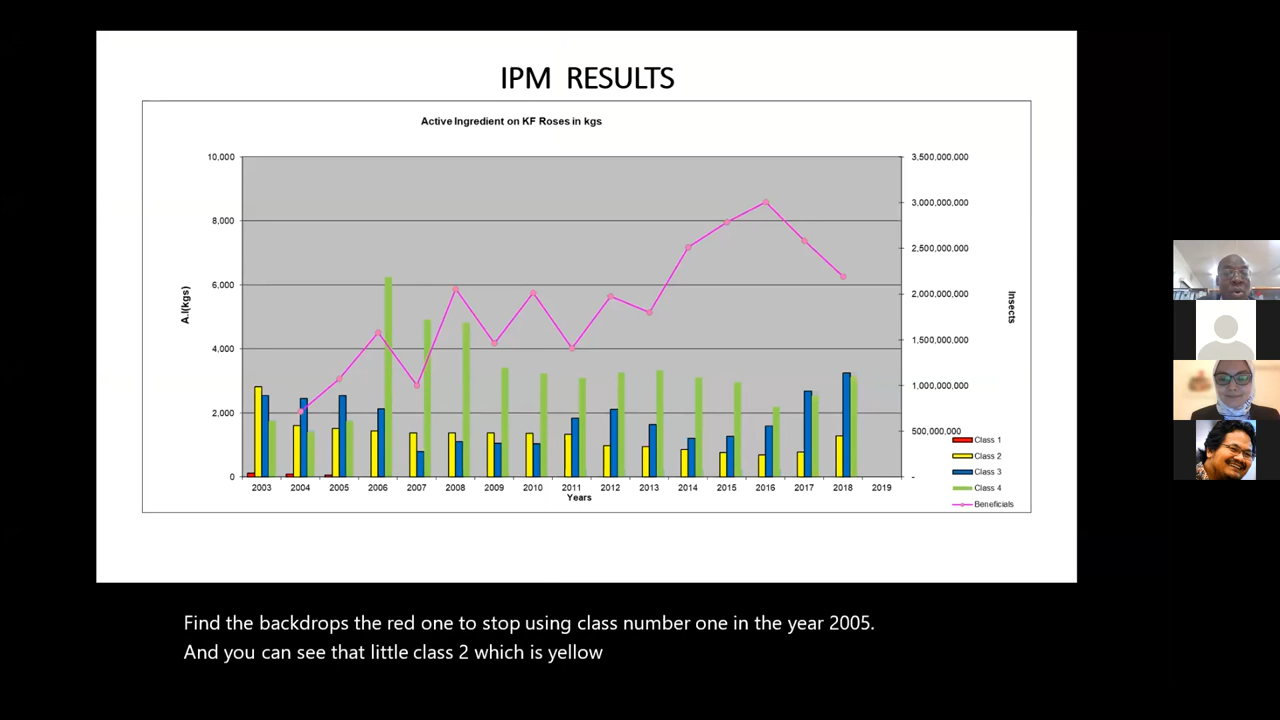 IPM RESULTS
Active Ingredient on KF Roses in kgs
10,000
8,000
6,000
4,000
2,000
0
A.I(kgs)
3,500,000,000
3,000,000,000
2,500,000,000
2,000,000,000
1,500,000,000
1,000,000,000
500,000,000
-
Insects
2003 2004 2005 2006 2007 2008 2009 2010 2011 2012 2013 2014 2015 2016 2017 2018 2019
Years
Class 1
Class 2
Class 3
Class 4
Beneficials
Find the backdrops the red one to stop using class number one in the year 2005.
And you can see that little class 2 which is yellow